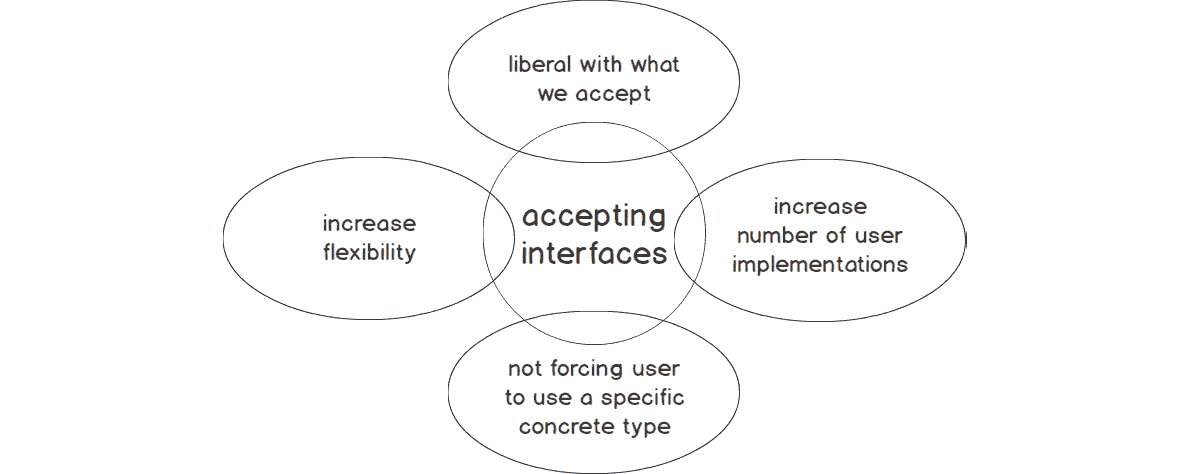 liberal with what
we accept
increase
flexibility
accepting
interfaces
increase
number of user
implementations
not forcing user
to use a specific
concrete type